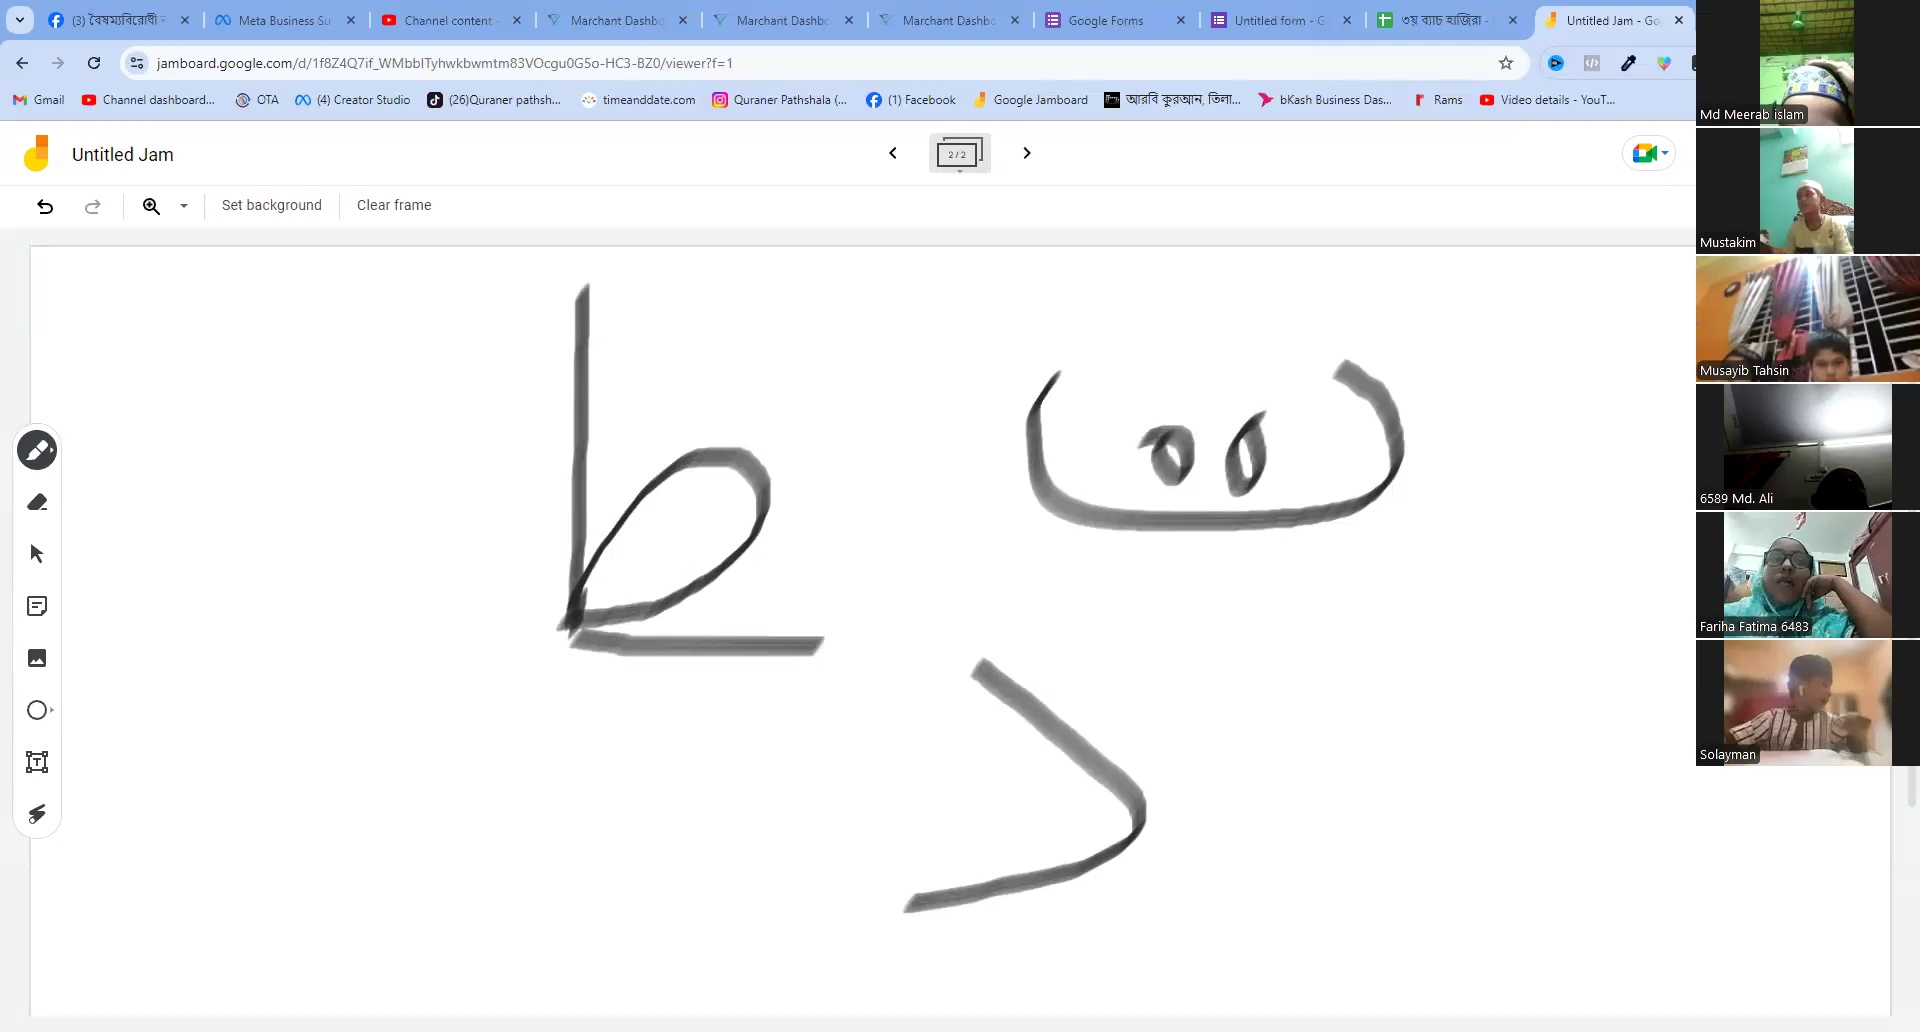 (3) বৈষম্যবিরোধী
Meta Business Su
Channel content -
Marchant Dashbo
Marchant Dashbo
Marchant Dashbo
Google Forms
Untitled form - G
৩য় ব্যাচ হাজিরা -
Untitled Jam - Go
jamboard.google.com/d/1f8Z4Q7if_WMbbITyhwkbwmtm83VOcgu0G5o-HC3-BZ0/viewer?f=1
Gmail
Channel dashboard...
OTA
(4) Creator Studio
(26)Quraner pathsh...
timeanddate.com
Quraner Pathshala (...
(1) Facebook
Google Jamboard
আরবি কুরআন, তিলা...
bKash Business Das...
Rams
Video details - YouT...
Untitled Jam
2 / 2
Set background
Clear frame
ط
ت
د
Md Meerab islam
Mustakim
Musayib Tahsin
6589 Md. Ali
Fariha Fatima 6483
Solayman